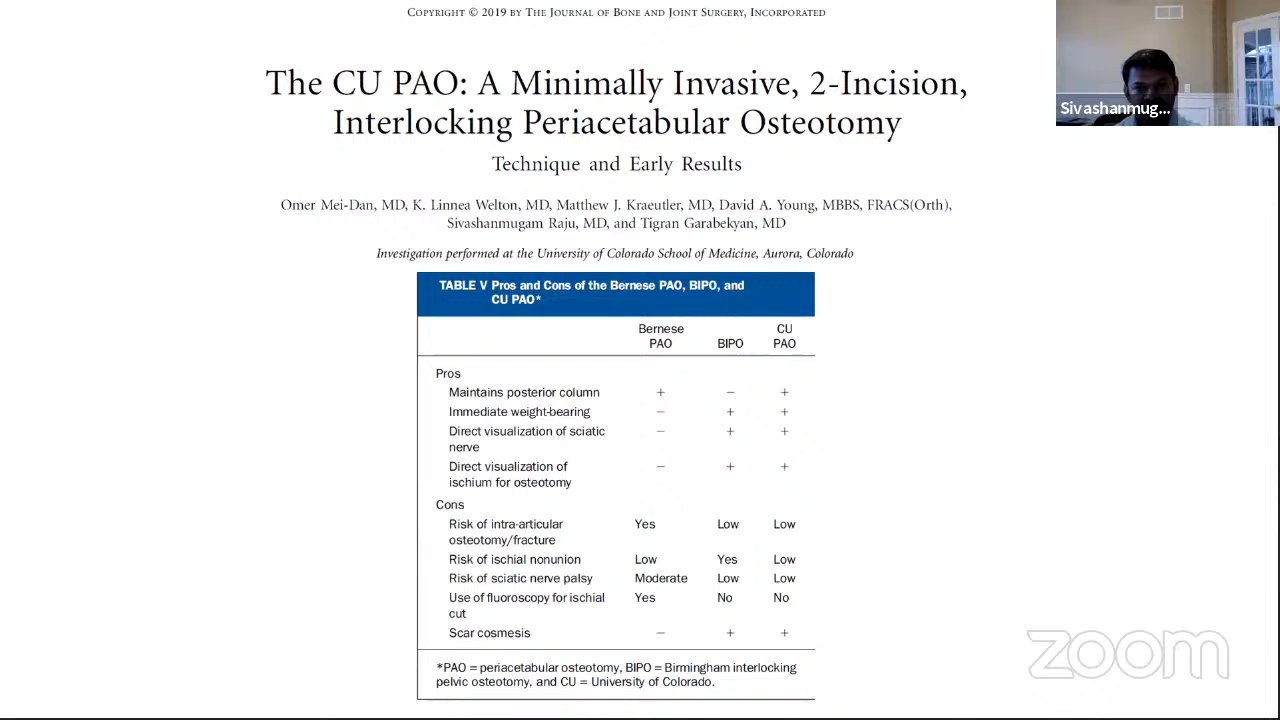 COPYRIGHT © 2019 BY THE JOURNAL OF BONE AND JOINT SURGERY, INCORPORATED
The CU PAO: A Minimally Invasive, 2-Incision,
Interlocking Periacetabular Osteotomy
Technique and Early Results
Omer Mei-Dan, MD, K. Linnea Welton, MD, Matthew J. Kraeutler, MD, David A. Young, MBBS, FRACS(Orth),
Sivashanmugam Raju, MD, and Tigran Garabekyan, MD
Investigation performed at the University of Colorado School of Medicine, Aurora, Colorado
TABLE V Pros and Cons of the Bernese PAO, BIPO, and
CU PAO*
Bernese PAO BIPO CU PAO
Pros
Maintains posterior column + − +
Immediate weight-bearing − + +
Direct visualization of sciatic − + +
nerve
Direct visualization of − + +
ischium for osteotomy
Cons
Risk of intra-articular Yes Low Low
osteotomy/fracture
Risk of ischial nonunion Low Yes Low
Risk of sciatic nerve palsy Moderate Low Low
Use of fluoroscopy for ischial Yes No No
cut
Scar cosmesis − + +
*PAO = periacetabular osteotomy, BIPO = Birmingham interlocking
pelvic osteotomy, and CU = University of Colorado.
Sivashanmug...
zoom